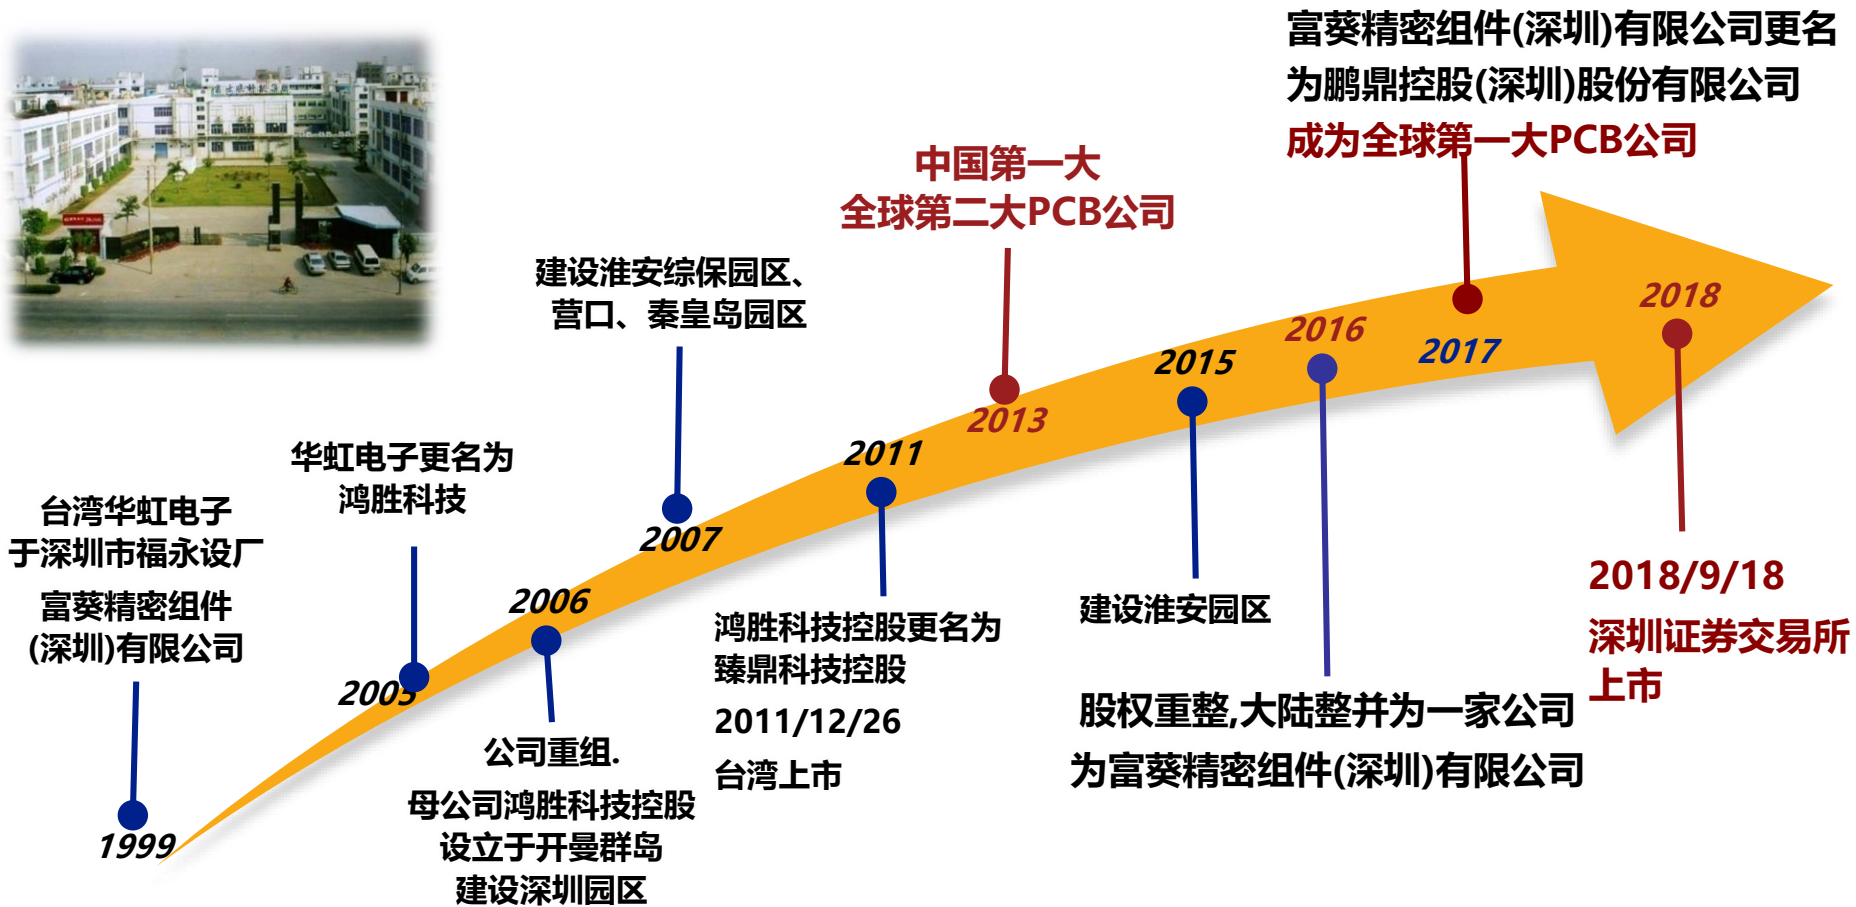 台湾华虹电子
于深圳市福永设厂
富葵精密组件
(深圳)有限公司
1999
华虹电子更名为
鸿胜科技
2005
2006
公司重组.
母公司鸿胜科技控股
设立于开曼群岛
建设深圳园区
建设淮安综保园区、
营口、秦皇岛园区
2007
2011
鸿胜科技控股更名为
臻鼎科技控股
2011/12/26
台湾上市
中国第一大
全球第二大PCB公司
2013
2015
建设淮安园区
2016
股权重整,大陆整并为一家公司
为富葵精密组件(深圳)有限公司
富葵精密组件(深圳)有限公司更名
为鹏鼎控股(深圳)股份有限公司
成为全球第一大PCB公司
2017
2018
2018/9/18
深圳证券交易所
上市